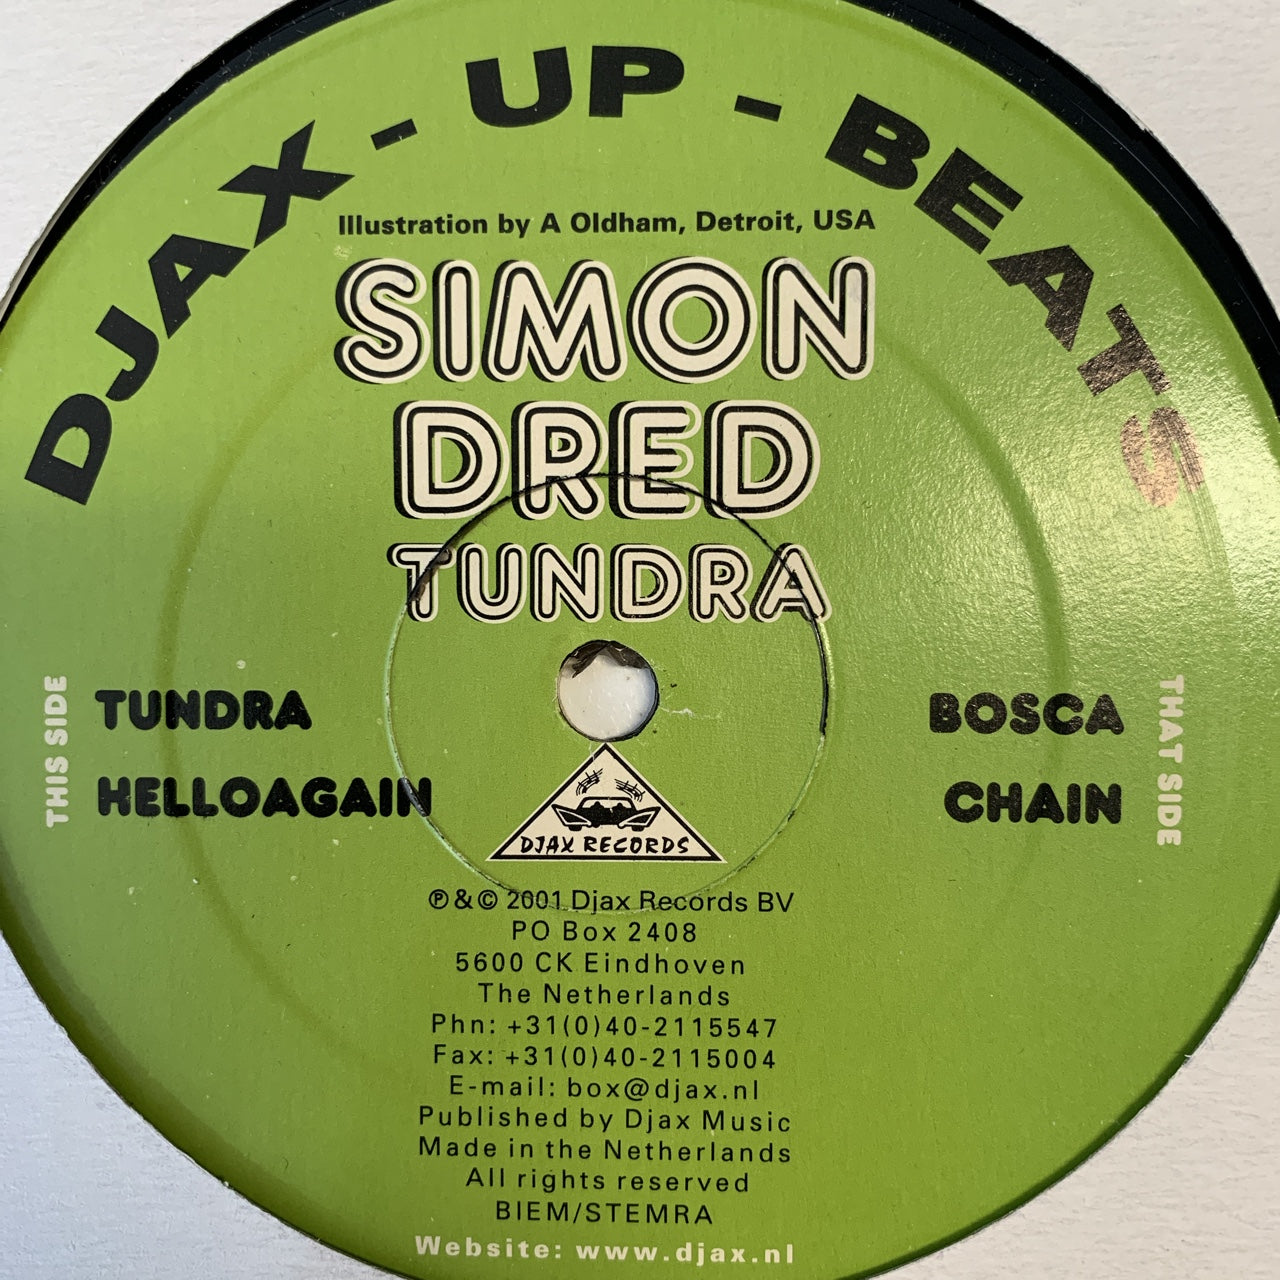 DJAX - UP - BEATS
Illustration by A Oldham, Detroit, USA
SIMON
DRED
TUNDRA
THIS SIDE
TUNDRA
HELLOAGAIN
BOSCA
CHAIN
THAT SIDE
DJAX RECORDS
℗ & © 2001 Djax Records BV
PO Box 2408
5600 CK Eindhoven
The Netherlands
Phn: +31(0)40-2115547
Fax: +31(0)40-2115004
E-mail: box@djax.nl
Published by Djax Music
Made in the Netherlands
All rights reserved
BIEM/STEMRA
Website: www.djax.nl